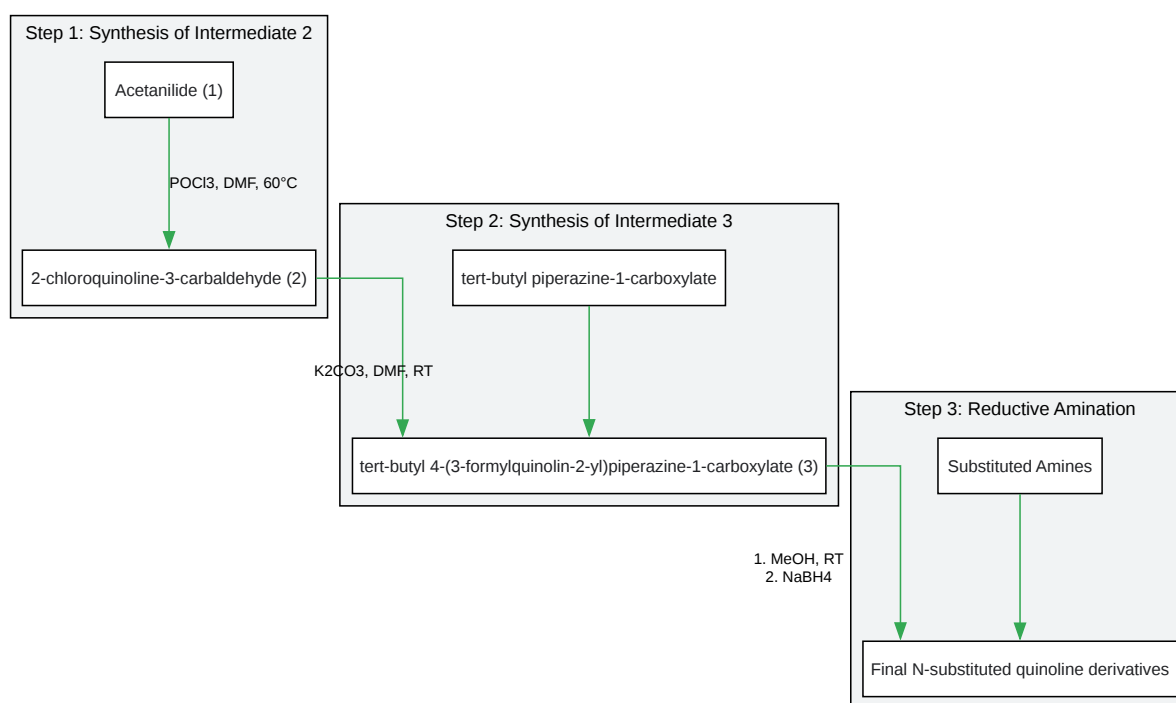 Step 1: Synthesis of Intermediate 2
Acetanilide (1)
POCl3, DMF, 60°C
2-chloroquinoline-3-carbaldehyde (2)
Step 2: Synthesis of Intermediate 3
tert-butyl piperazine-1-carboxylate
K2CO3, DMF, RT
tert-butyl 4-(3-formylquinolin-2-yl)piperazine-1-carboxylate (3)
Step 3: Reductive Amination
Substituted Amines
1. MeOH, RT
2. NaBH4
Final N-substituted quinoline derivatives